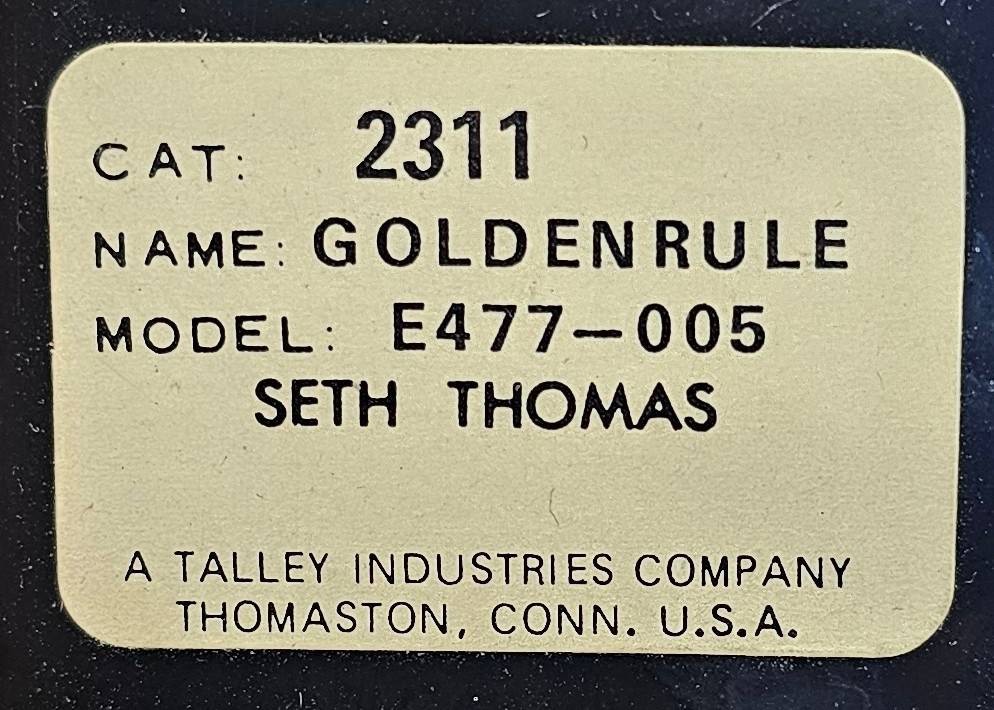 CAT: 2311
NAME: GOLDENRULE
MODEL: E477-005
SETH THOMAS
A TALLEY INDUSTRIES COMPANY
THOMASTON, CONN. U.S.A.